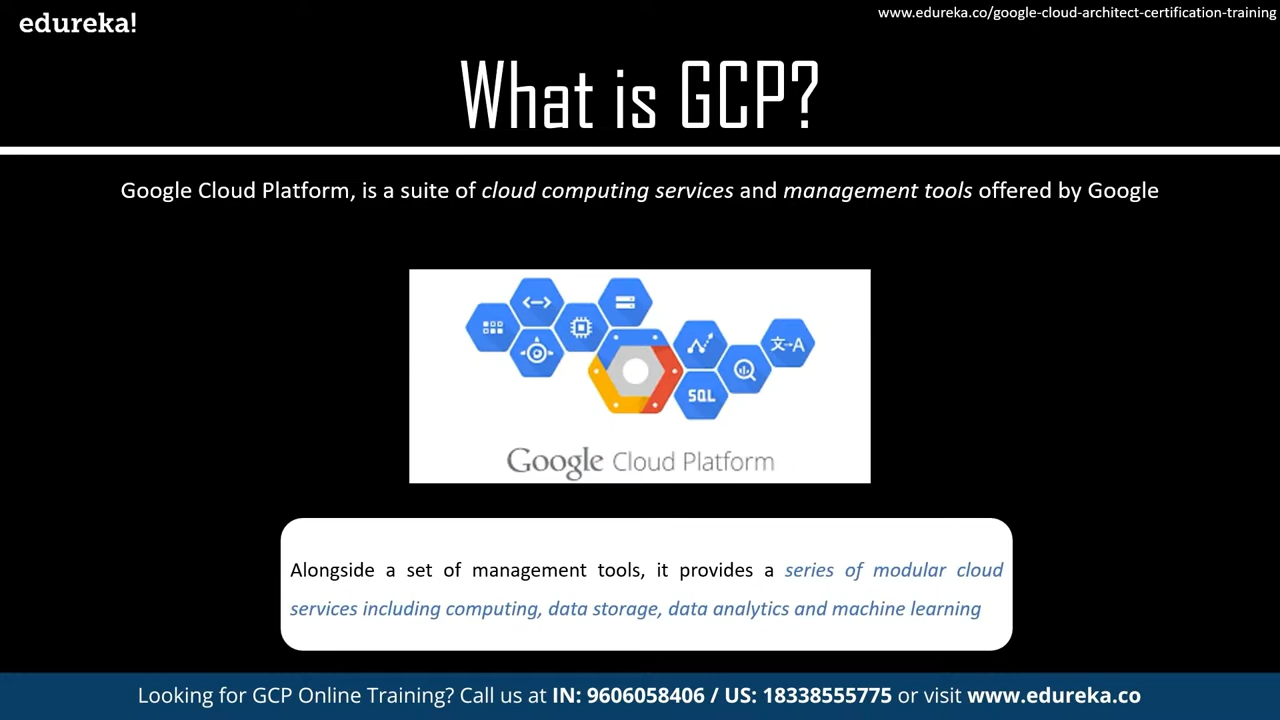 edureka!
www.edureka.co/google-cloud-architect-certification-training
What is GCP?
Google Cloud Platform, is a suite of cloud computing services and management tools offered by Google
文→A
SQL
Google Cloud Platform
Alongside a set of management tools, it provides a series of modular cloud
services including computing, data storage, data analytics and machine learning
Looking for GCP Online Training? Call us at IN: 9606058406 / US: 18338555775 or visit www.edureka.co